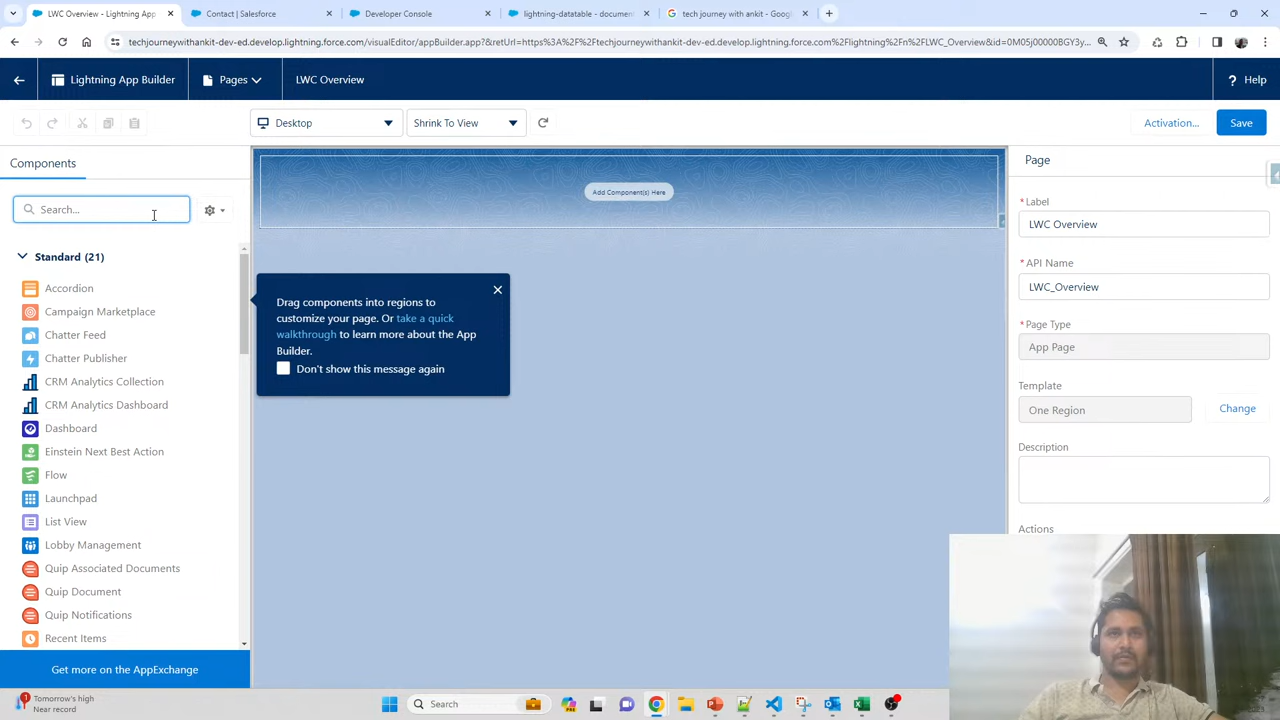 LWC Overview - Lightning App
Contact | Salesforce
Developer Console
lightning-datatable - documen
tech journey with ankit - Goog
techjourneywithankit-dev-ed.develop.lightning.force.com/visualEditor/appBuilder.app?&retUrl=https%3A%2F%2Ftechjourneywithankit-dev-ed.develop.lightning.force.com%2Flightning%2Fn%2FLWC_Overview&id=0M05j00000BGY3y...
Lightning App Builder
Pages
LWC Overview
? Help
Desktop
Shrink To View
Activation...
Save
Components
Search...
Standard (21)
Accordion
Campaign Marketplace
Chatter Feed
Chatter Publisher
CRM Analytics Collection
CRM Analytics Dashboard
Dashboard
Einstein Next Best Action
Flow
Launchpad
List View
Lobby Management
Quip Associated Documents
Quip Document
Quip Notifications
Recent Items
Get more on the AppExchange
Add Component(s) Here
Drag components into regions to
customize your page. Or take a quick
walkthrough to learn more about the App
Builder.
Don't show this message again
Page
* Label
LWC Overview
* API Name
LWC_Overview
* Page Type
App Page
Template
One Region
Change
Description
Actions
1
Tomorrow's high
Near record
Search